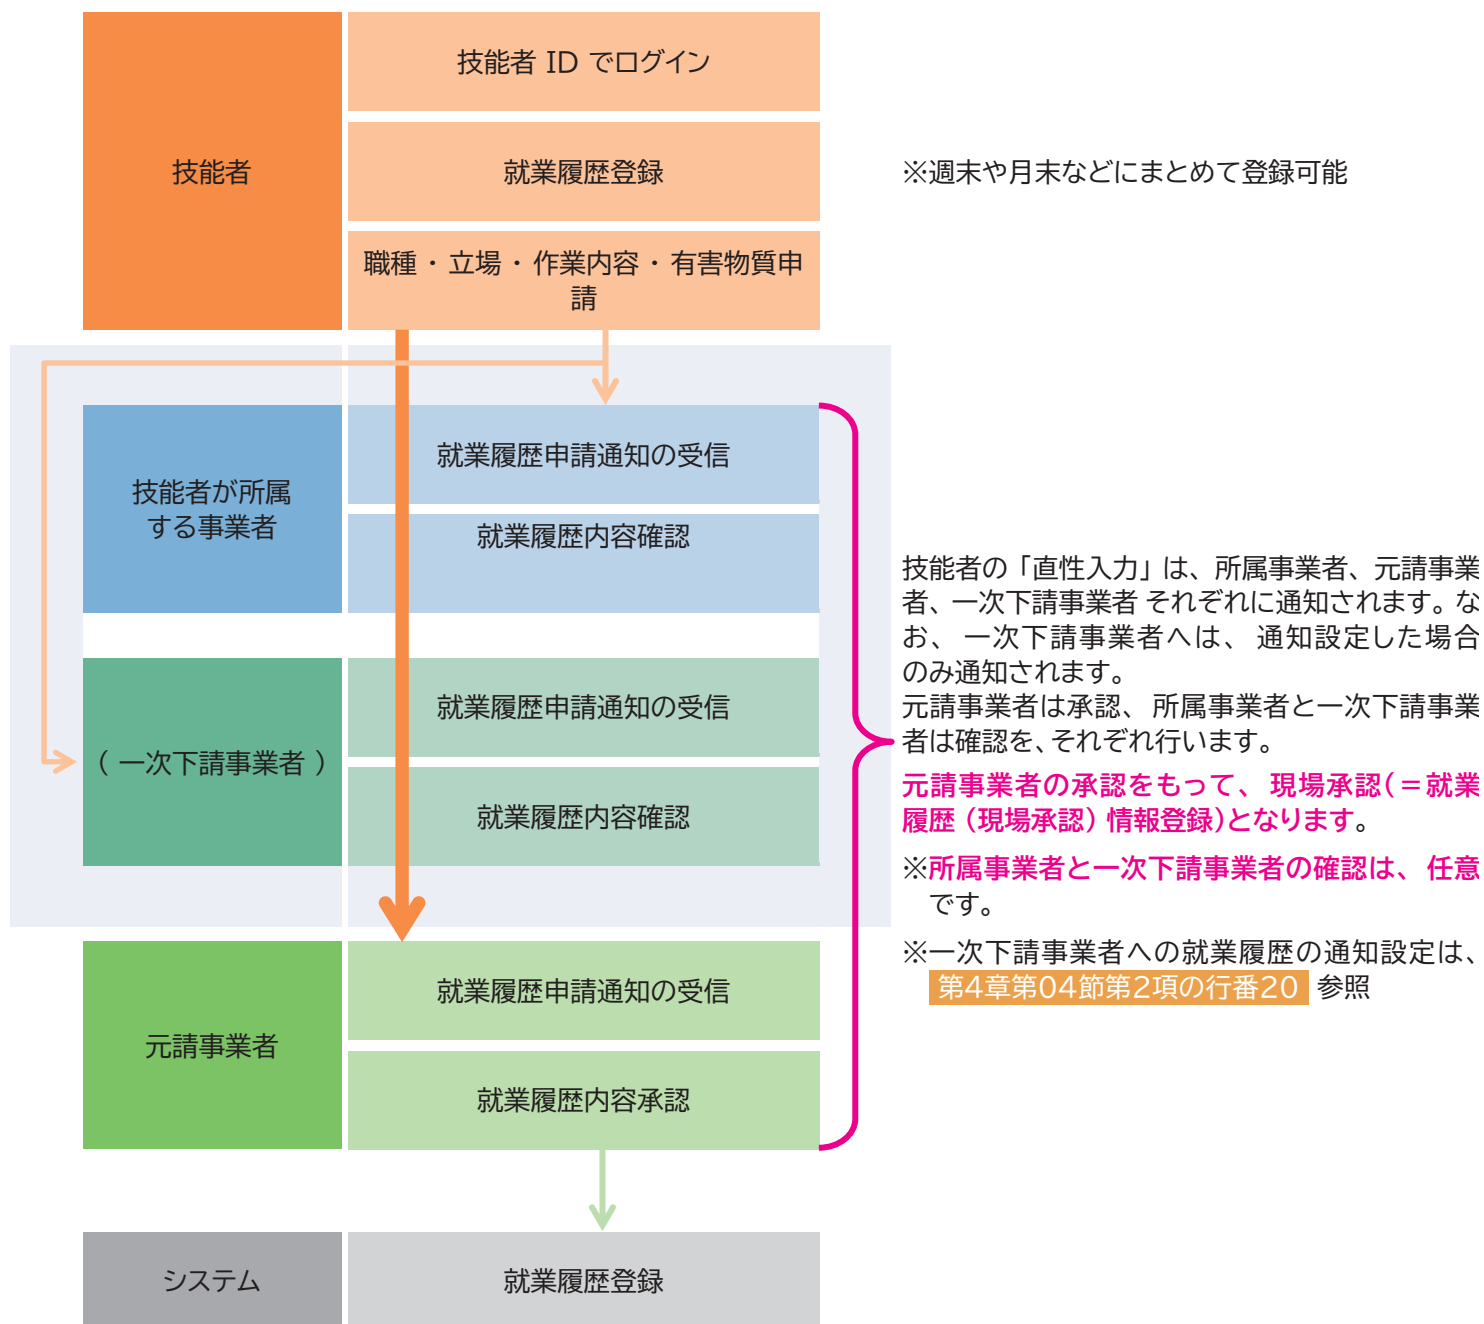 技能者
技能者 ID でログイン
就業履歴登録
※週末や月末などにまとめて登録可能
職種・立場・作業内容・有害物質申
請
技能者が所属
する事業者
就業履歴申請通知の受信
就業履歴内容確認
（一次下請事業者）
就業履歴申請通知の受信
就業履歴内容確認
技能者の「直性入力」は、所属事業者、元請事業
者、一次下請事業者 それぞれに通知されます。な
お、一次下請事業者へは、通知設定した場合
のみ通知されます。
元請事業者は承認、所属事業者と一次下請事業
者は確認を、それぞれ行います。
元請事業者の承認をもって、現場承認(＝就業
履歴（現場承認）情報登録)となります。
※所属事業者と一次下請事業者の確認は、任意
です。
※一次下請事業者への就業履歴の通知設定は、
第4章第04節第2項の行番20 参照
元請事業者
就業履歴申請通知の受信
就業履歴内容承認
システム
就業履歴登録